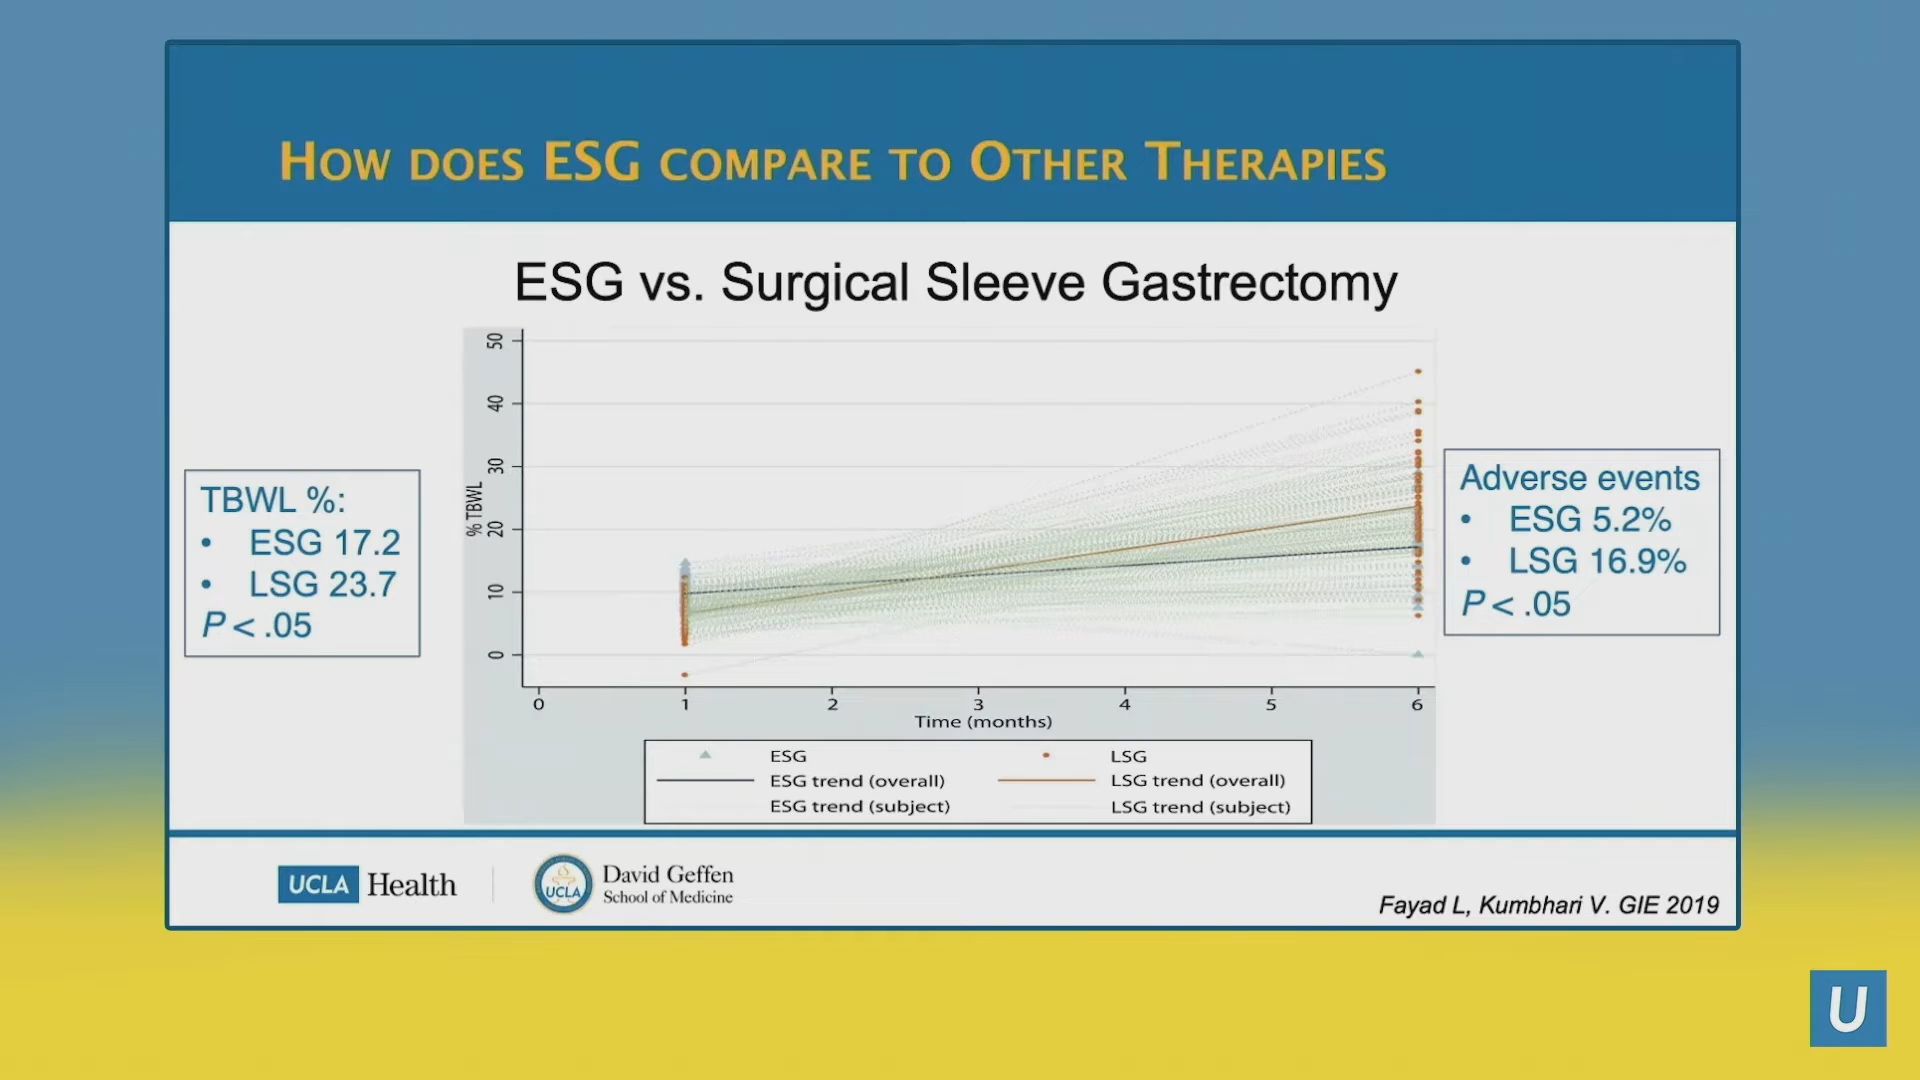 HOW DOES ESG COMPARE TO OTHER THERAPIES
ESG vs. Surgical Sleeve Gastrectomy
TBWL %:
• ESG 17.2
• LSG 23.7
P < .05
% TBWL
50
40
30
20
10
0
0 1 2 3 4 5 6
Time (months)
ESG LSG
ESG trend (overall) LSG trend (overall)
ESG trend (subject) LSG trend (subject)
Adverse events
• ESG 5.2%
• LSG 16.9%
P < .05
UCLA Health
UCLA
David Geffen
School of Medicine
Fayad L, Kumbhari V. GIE 2019
U